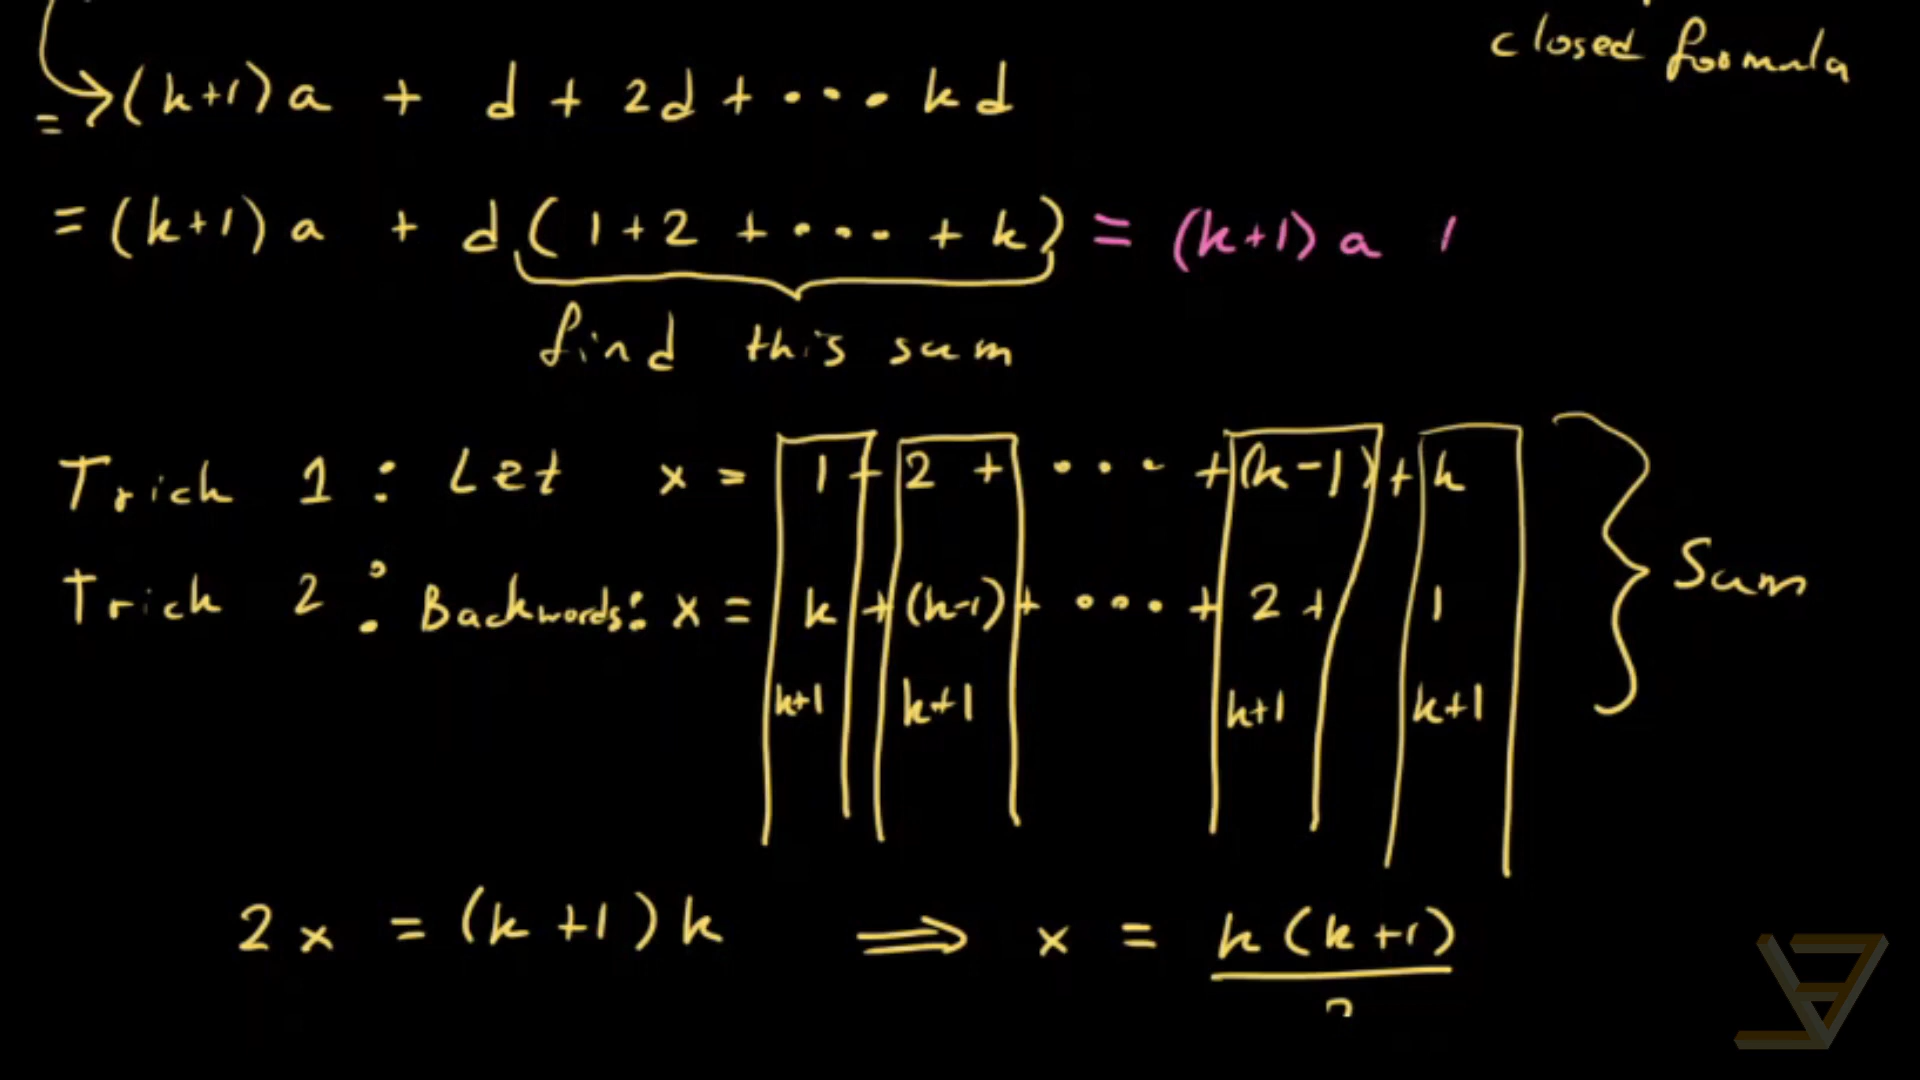 closed formula
= (k+1) a + d + 2d + ... kd
= (k+1) a + d ( 1 + 2 + ... + k ) = (k+1) a
find this sum
Trick 1 : Let x = 1 + 2 + ... + (k-1) + k
Trick 2 : Backwords: x = k + (k-1) + ... + 2 + 1
Sum
k+1 k+1 k+1 k+1
2x = (k+1) k ⟹ x = k(k+1)
2